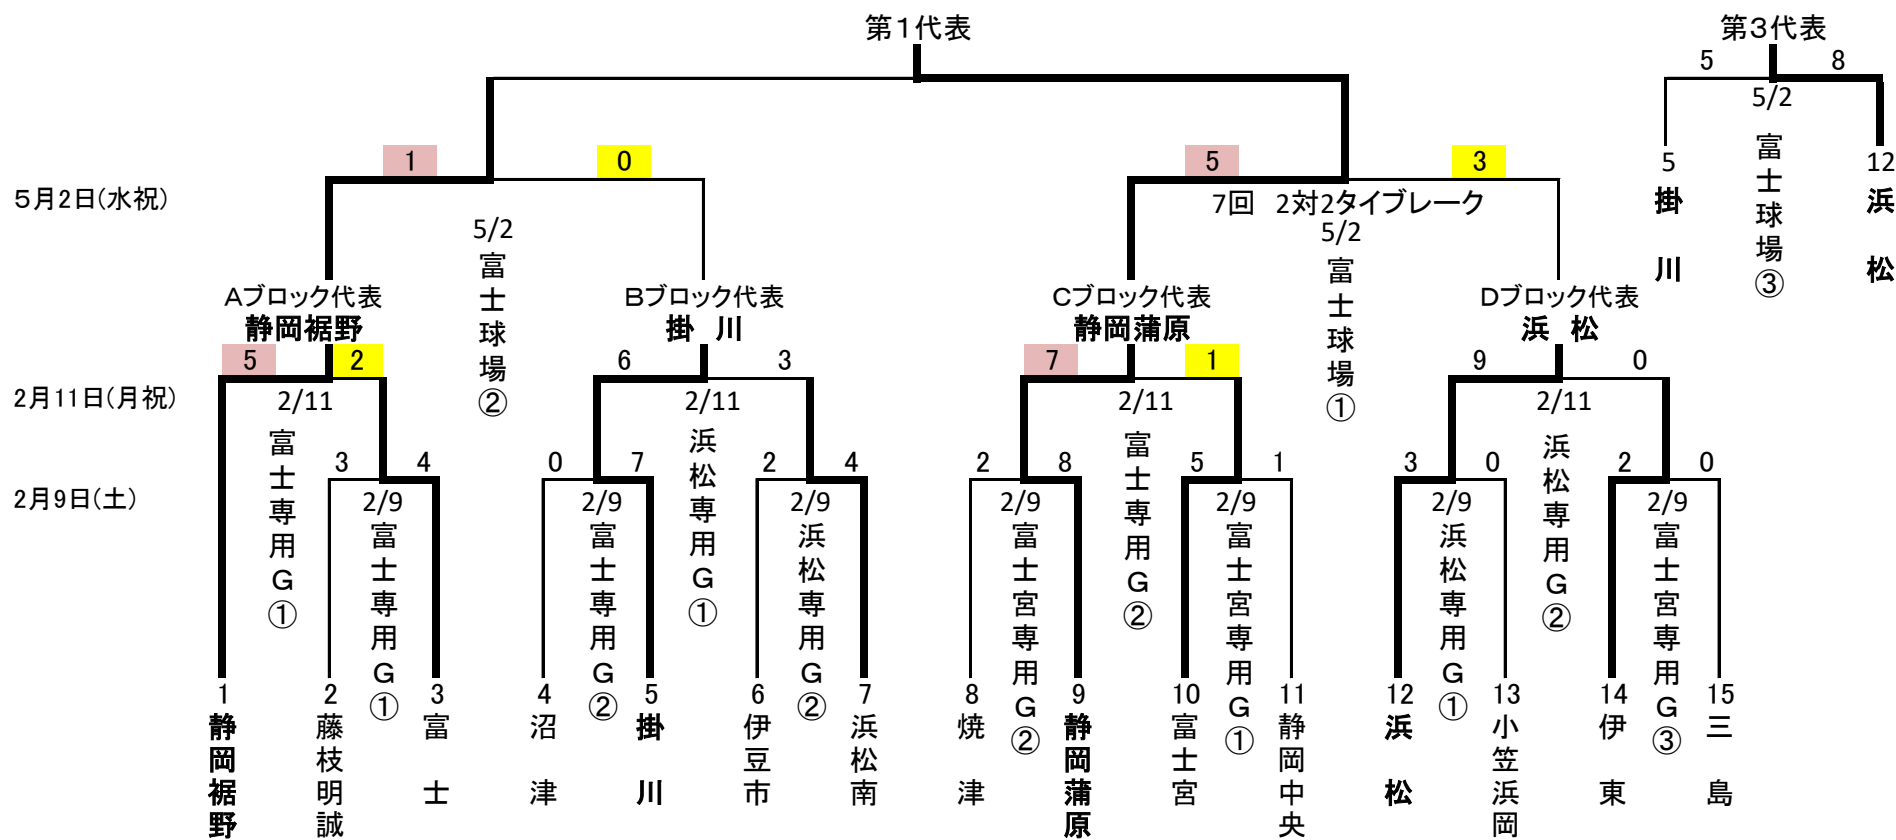 第1代表
第3代表
5
8
5/2
1
0
5
3
5
富士球場③
12
5月2日(水祝)
7回　2対2タイブレーク
掛　川
浜　松
5/2
富士球場②
5/2
富士球場①
Aブロック代表
Bブロック代表
Cブロック代表
Dブロック代表
静岡裾野
掛　川
静岡蒲原
浜　松
5
2
6
3
7
1
9
0
2月11日(月祝)
2/11
2/11
2/11
2/11
富士専用G①
浜松専用G①
富士専用G②
浜松専用G②
3
4
0
7
2
4
2
8
5
1
3
0
2
0
2月9日(土)
2/9
2/9
2/9
2/9
2/9
2/9
2/9
富士専用G①
富士専用G②
浜松専用G②
富士宮専用G②
富士宮専用G①
浜松専用G①
富士宮専用G③
1
2
3
4
5
6
7
8
9
10
11
12
13
14
15
静岡裾野
藤枝明誠
富　士
沼　津
掛　川
伊豆市
浜松南
焼　津
静岡蒲原
富士宮
静岡中央
浜　松
小笠浜岡
伊　東
三　島